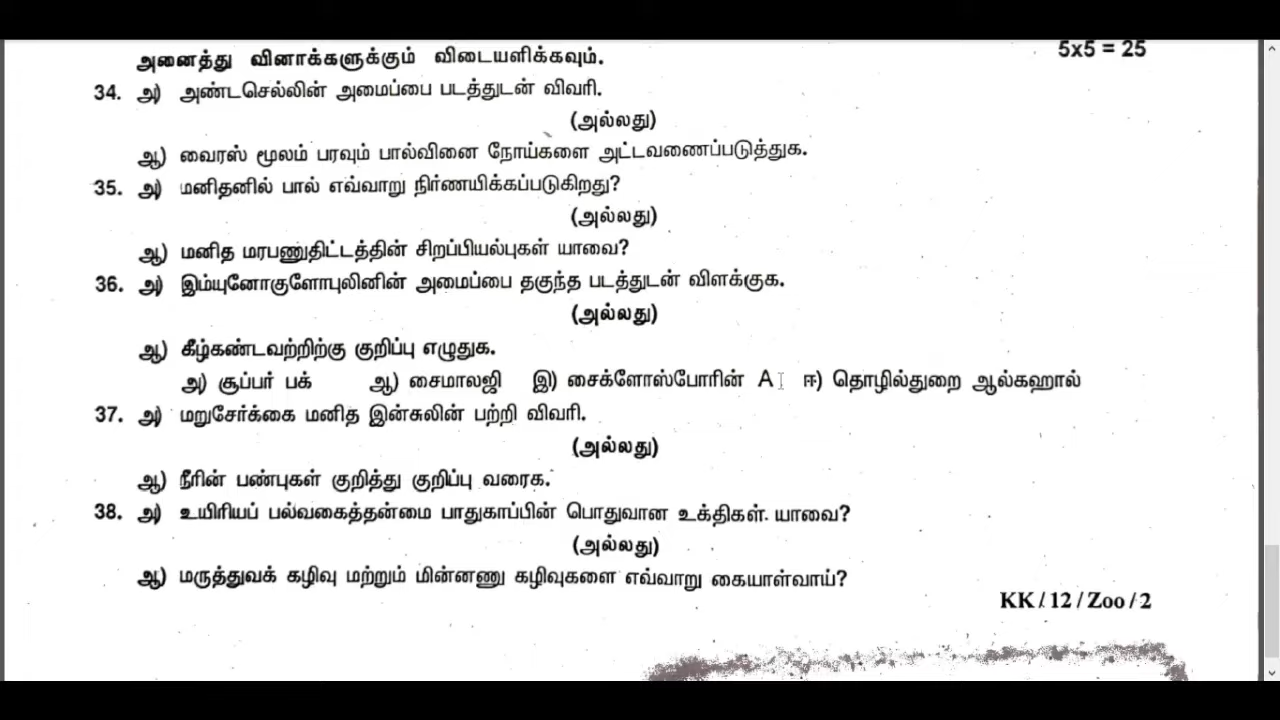 அனைத்து வினாக்களுக்கும் விடையளிக்கவும். 5x5 = 25
34. அ) அண்டசெல்லின் அமைப்பை படத்துடன் விவரி.
(அல்லது)
ஆ) வைரஸ் மூலம் பரவும் பால்வினை நோய்களை அட்டவணைப்படுத்துக.
35. அ) மனிதனில் பால் எவ்வாறு நிர்ணயிக்கப்படுகிறது?
(அல்லது)
ஆ) மனித மரபணுதிட்டத்தின் சிறப்பியல்புகள் யாவை?
36. அ) இம்யுனோகுளோபுலினின் அமைப்பை தகுந்த படத்துடன் விளக்குக.
(அல்லது)
ஆ) கீழ்கண்டவற்றிற்கு குறிப்பு எழுதுக.
அ) சூப்பர் பக் ஆ) சைமாலஜி இ) சைக்ளோஸ்போரின் A ஈ) தொழில்துறை ஆல்கஹால்
37. அ) மறுசேர்க்கை மனித இன்சுலின் பற்றி விவரி.
(அல்லது)
ஆ) நீரின் பண்புகள் குறித்து குறிப்பு வரைக.
38. அ) உயிரியப் பல்வகைத்தன்மை பாதுகாப்பின் பொதுவான உக்திகள். யாவை?
(அல்லது)
ஆ) மருத்துவக் கழிவு மற்றும் மின்னணு கழிவுகளை எவ்வாறு கையாள்வாய்?
KK / 12 / Zoo / 2